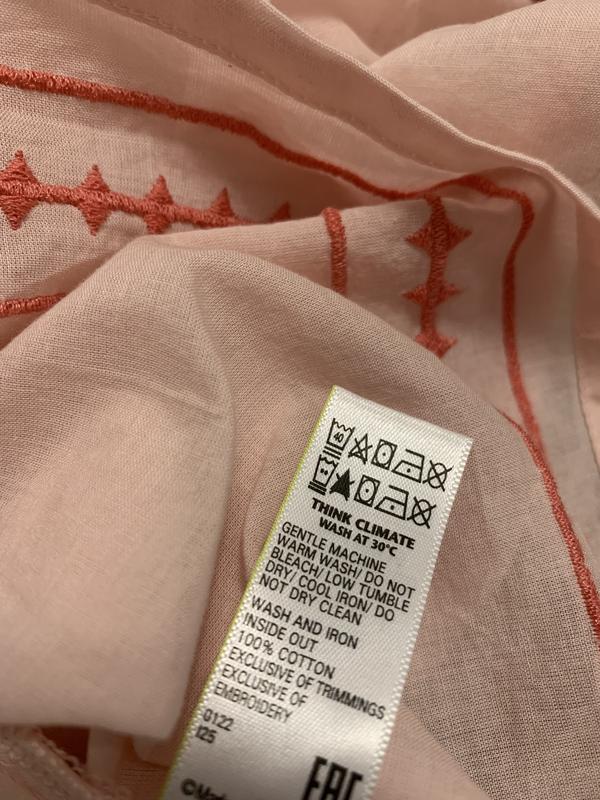 40
THINK CLIMATE
WASH AT 30°C
GENTLE MACHINE
WARM WASH/ DO NOT
BLEACH/ LOW TUMBLE
DRY/ COOL IRON/ DO
NOT DRY CLEAN
WASH AND IRON
INSIDE OUT
100% COTTON
EXCLUSIVE OF TRIMMINGS
EXCLUSIVE OF
EMBROIDERY
0122
I25
EAC